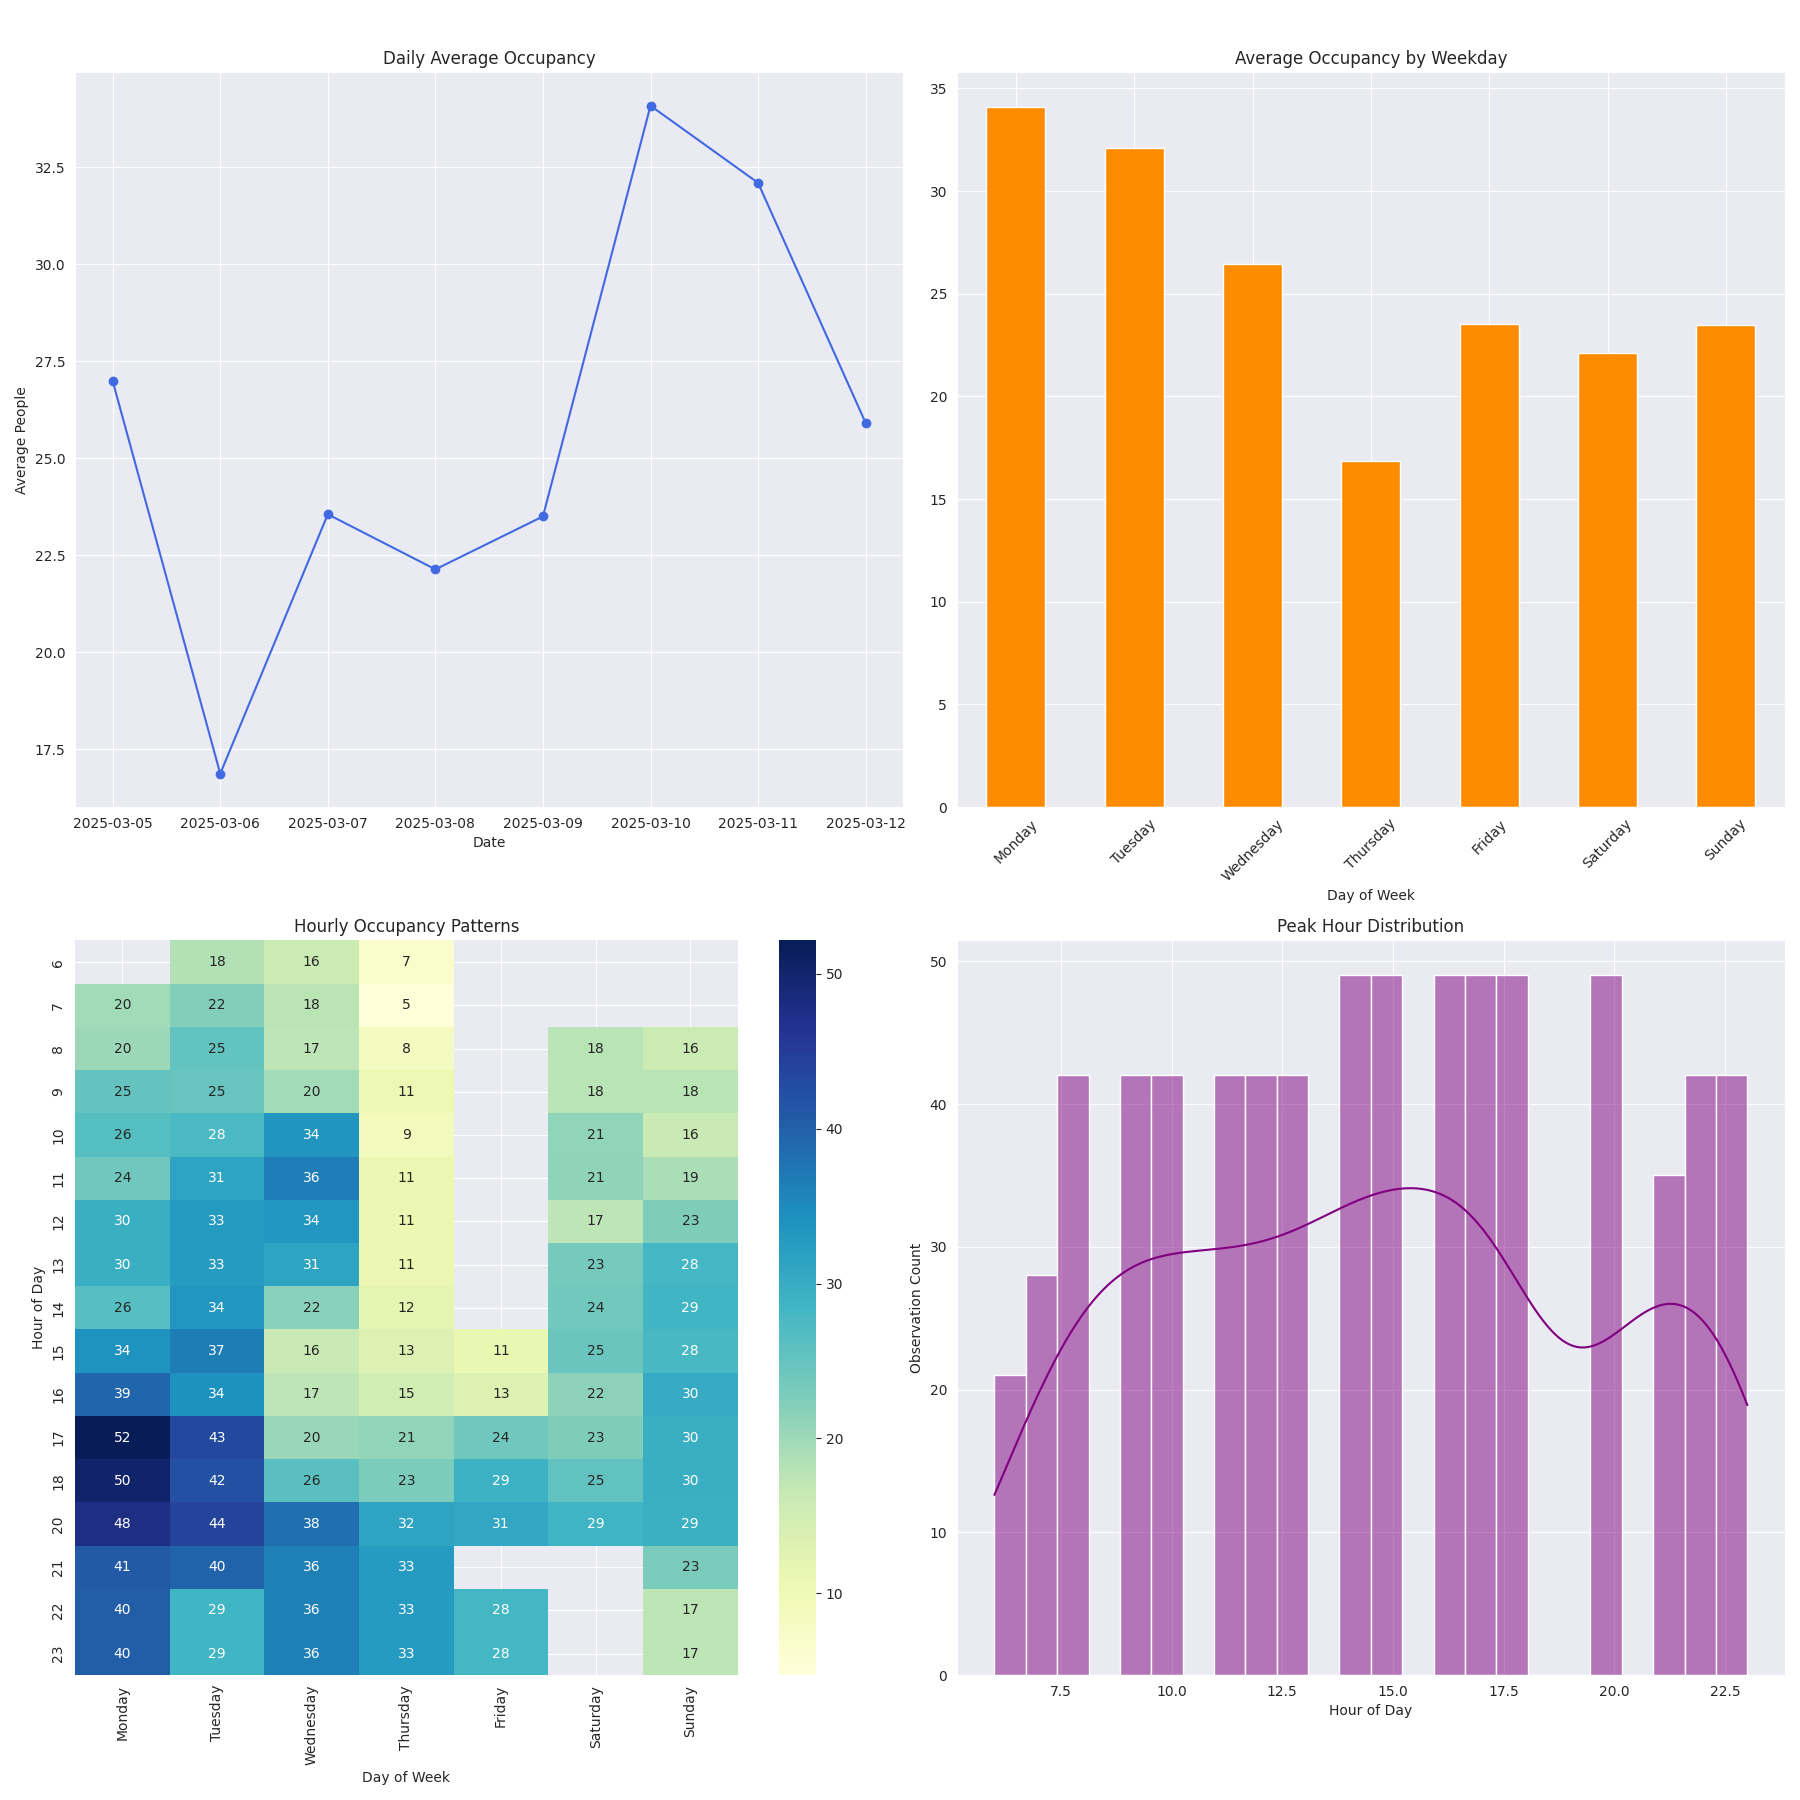 Daily Average Occupancy
Average People
32.5
30.0
27.5
25.0
22.5
20.0
17.5
2025-03-05 2025-03-06 2025-03-07 2025-03-08 2025-03-09 2025-03-10 2025-03-11 2025-03-12
Date
Average Occupancy by Weekday
35
30
25
20
15
10
5
0
Monday Tuesday Wednesday Thursday Friday Saturday Sunday
Day of Week
Hourly Occupancy Patterns
Hour of Day
6 18 16 7
7 20 22 18 5
8 20 25 17 8 18 16
9 25 25 20 11 18 18
10 26 28 34 9 21 16
11 24 31 36 11 21 19
12 30 33 34 11 17 23
13 30 33 31 11 23 28
14 26 34 22 12 24 29
15 34 37 16 13 11 25 28
16 39 34 17 15 13 22 30
17 52 43 20 21 24 23 30
18 50 42 26 23 29 25 30
20 48 44 38 32 31 29 29
21 41 40 36 33 23
22 40 29 36 33 28 17
23 40 29 36 33 28 17
Monday Tuesday Wednesday Thursday Friday Saturday Sunday
Day of Week
50
40
30
20
10
Peak Hour Distribution
Observation Count
50
40
30
20
10
0
7.5 10.0 12.5 15.0 17.5 20.0 22.5
Hour of Day